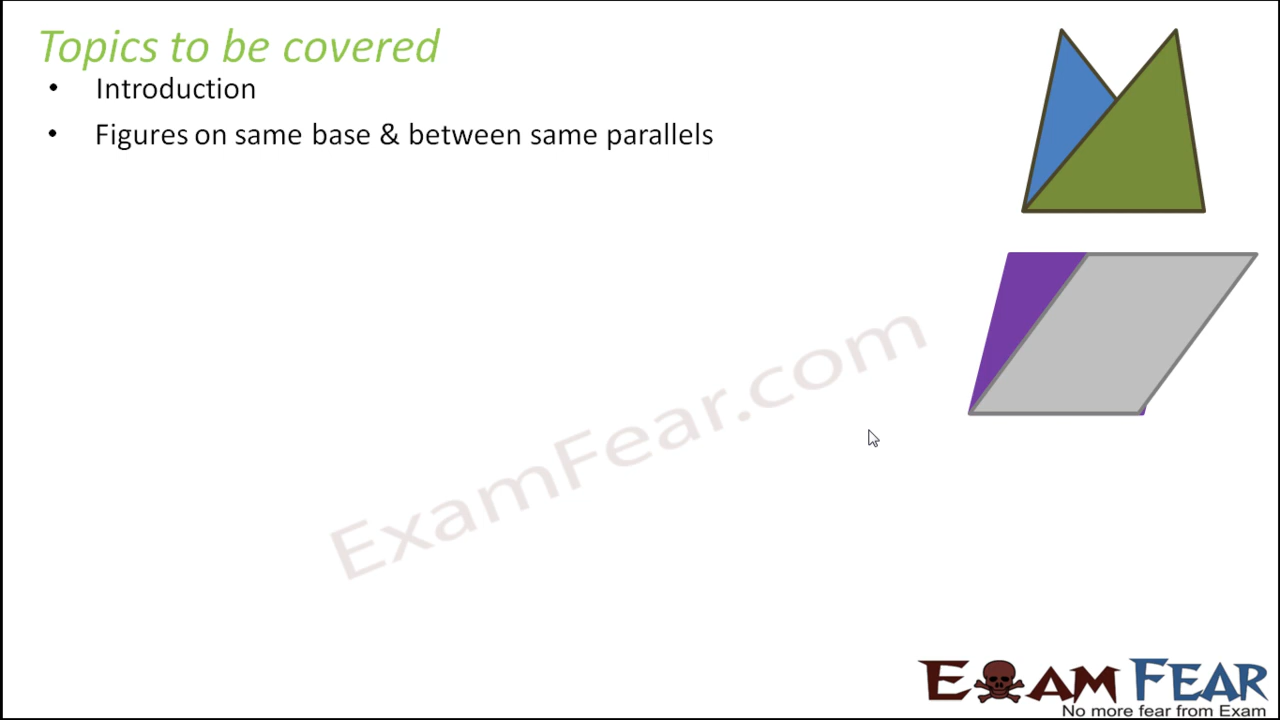 Topics to be covered
• Introduction
• Figures on same base & between same parallels
ExamFear.com
EXAM FEAR
No more fear from Exam